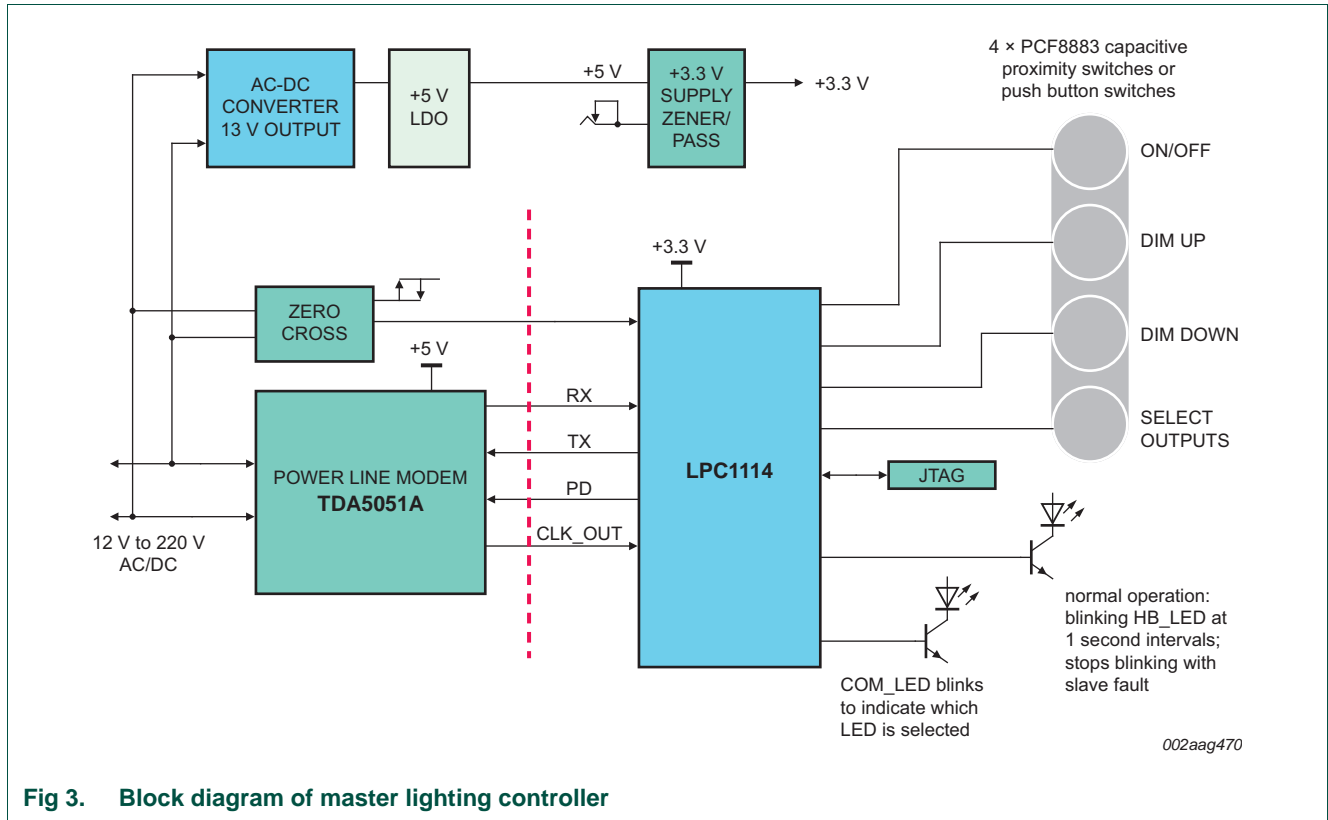 AC-DC
CONVERTER
13 V OUTPUT
+5 V
LDO
+5 V
+3.3 V
SUPPLY
ZENER/
PASS
+3.3 V
4 × PCF8883 capacitive
proximity switches or
push button switches
ON/OFF
DIM UP
DIM DOWN
SELECT
OUTPUTS
ZERO
CROSS
+5 V
+3.3 V
POWER LINE MODEM
TDA5051A
RX
TX
PD
CLK_OUT
LPC1114
JTAG
12 V to 220 V
AC/DC
normal operation:
blinking HB_LED at
1 second intervals;
stops blinking with
slave fault
COM_LED blinks
to indicate which
LED is selected
002aag470
Fig 3. Block diagram of master lighting controller